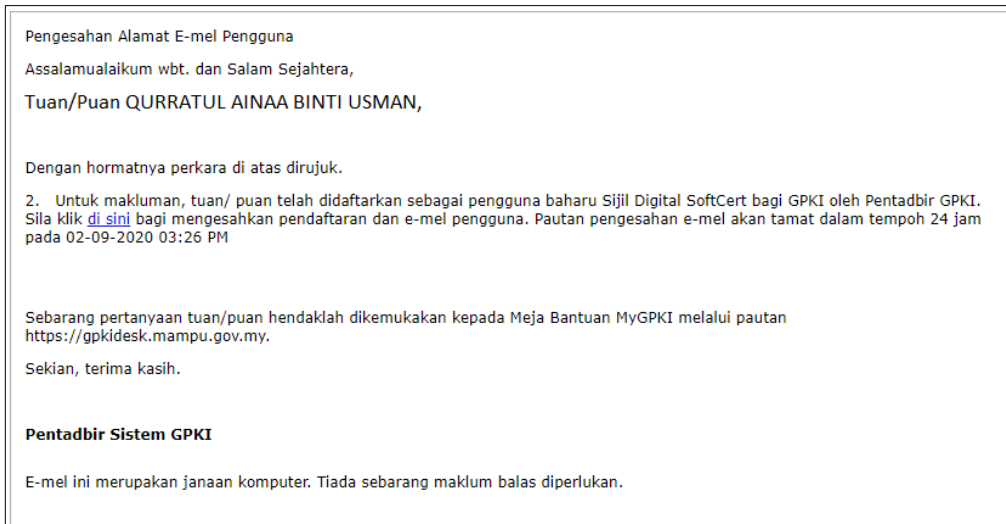 Pengesahan Alamat E-mel Pengguna
Assalamualaikum wbt. dan Salam Sejahtera,
Tuan/Puan QURRATUL AINAA BINTI USMAN,
Dengan hormatnya perkara di atas dirujuk.
2. Untuk makluman, tuan/ puan telah didaftarkan sebagai pengguna baharu Sijil Digital SoftCert bagi GPKI oleh Pentadbir GPKI.
Sila klik di sini bagi mengesahkan pendaftaran dan e-mel pengguna. Pautan pengesahan e-mel akan tamat dalam tempoh 24 jam
pada 02-09-2020 03:26 PM
Sebarang pertanyaan tuan/puan hendaklah dikemukakan kepada Meja Bantuan MyGPKI melalui pautan
https://gpkidesk.mampu.gov.my.
Sekian, terima kasih.
Pentadbir Sistem GPKI
E-mel ini merupakan janaan komputer. Tiada sebarang maklum balas diperlukan.